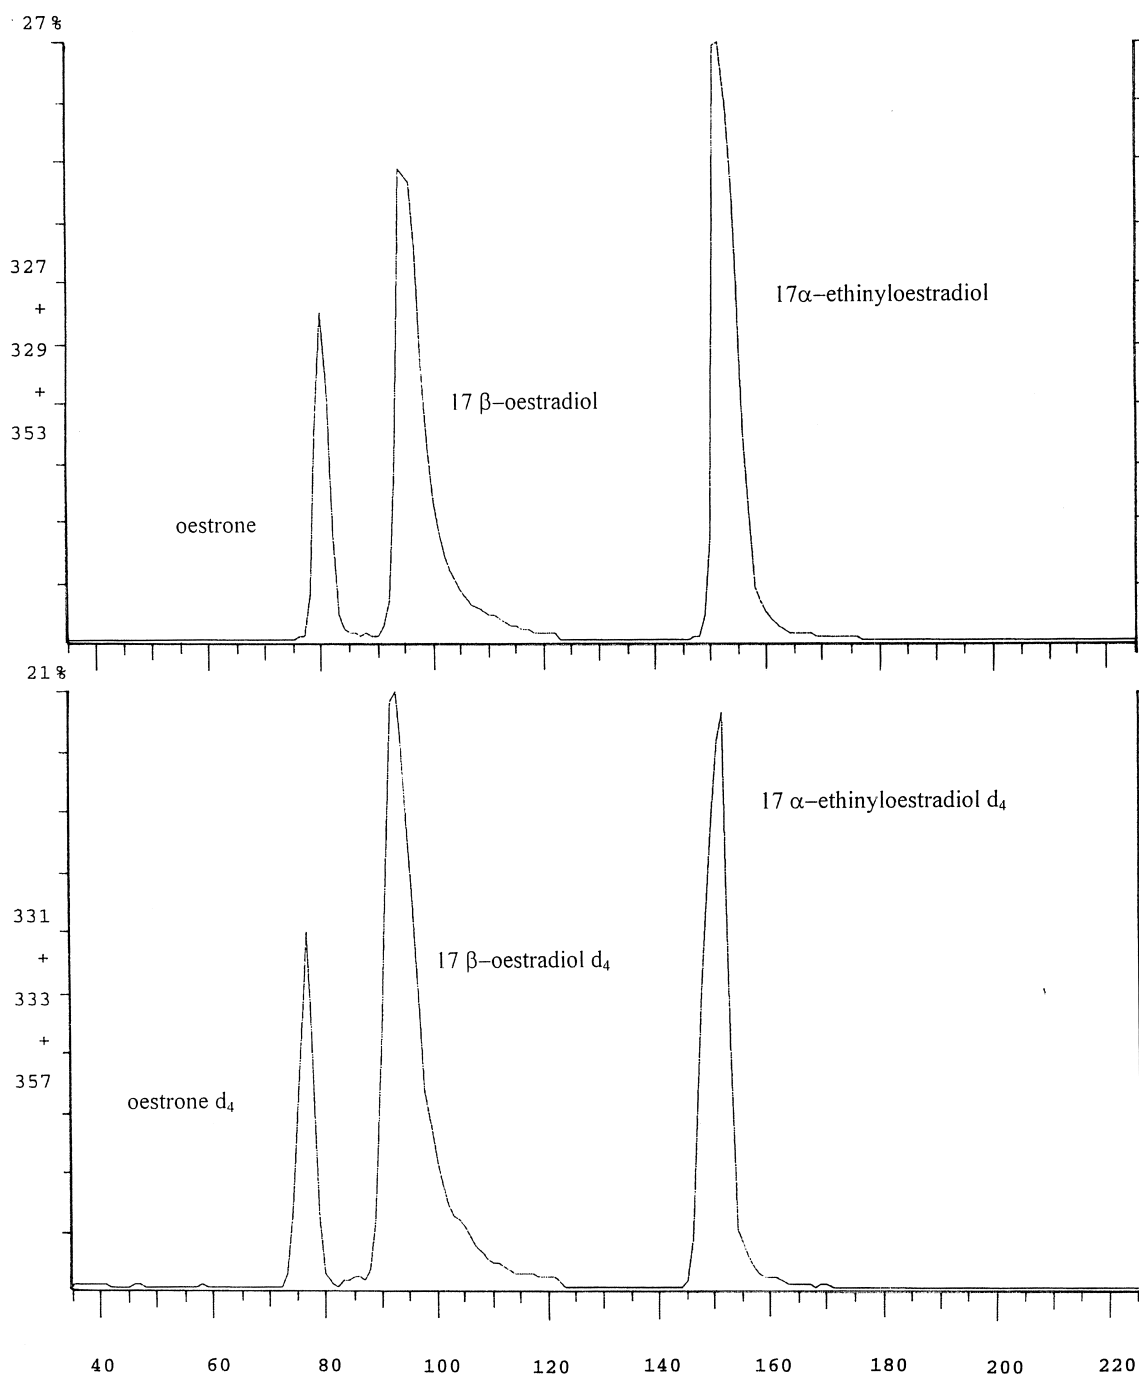 27%
327
+
329
+
353
17α–ethinyloestradiol
17 β–oestradiol
oestrone
21%
331
+
333
+
357
17 α–ethinyloestradiol d4
17 β–oestradiol d4
oestrone d4
40 60 80 100 120 140 160 180 200 220